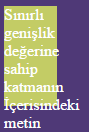 Sınırlı
genişlik
değerine
sahip
katmanın
İçerisindeki
metin